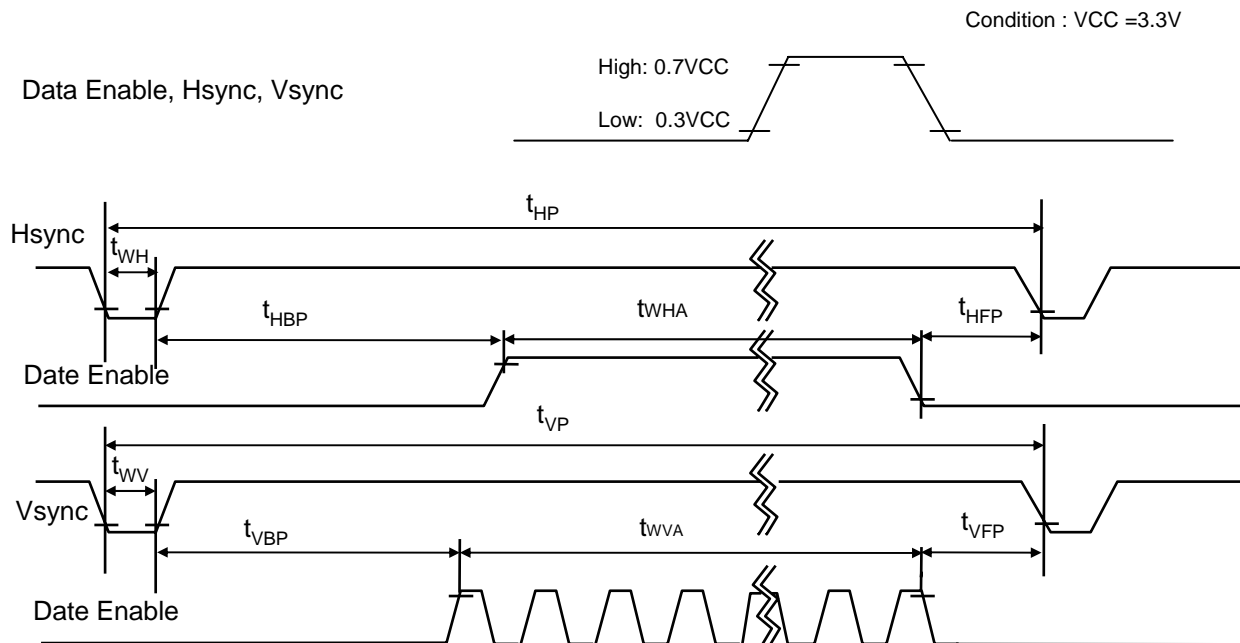 Condition : VCC =3.3V
High: 0.7VCC
Data Enable, Hsync, Vsync
Low: 0.3VCC
tHP
Hsync
tWH
tHBP
tWHA
tHFP
Date Enable
tVP
tWV
Vsync
tVBP
tWVA
tVFP
Date Enable